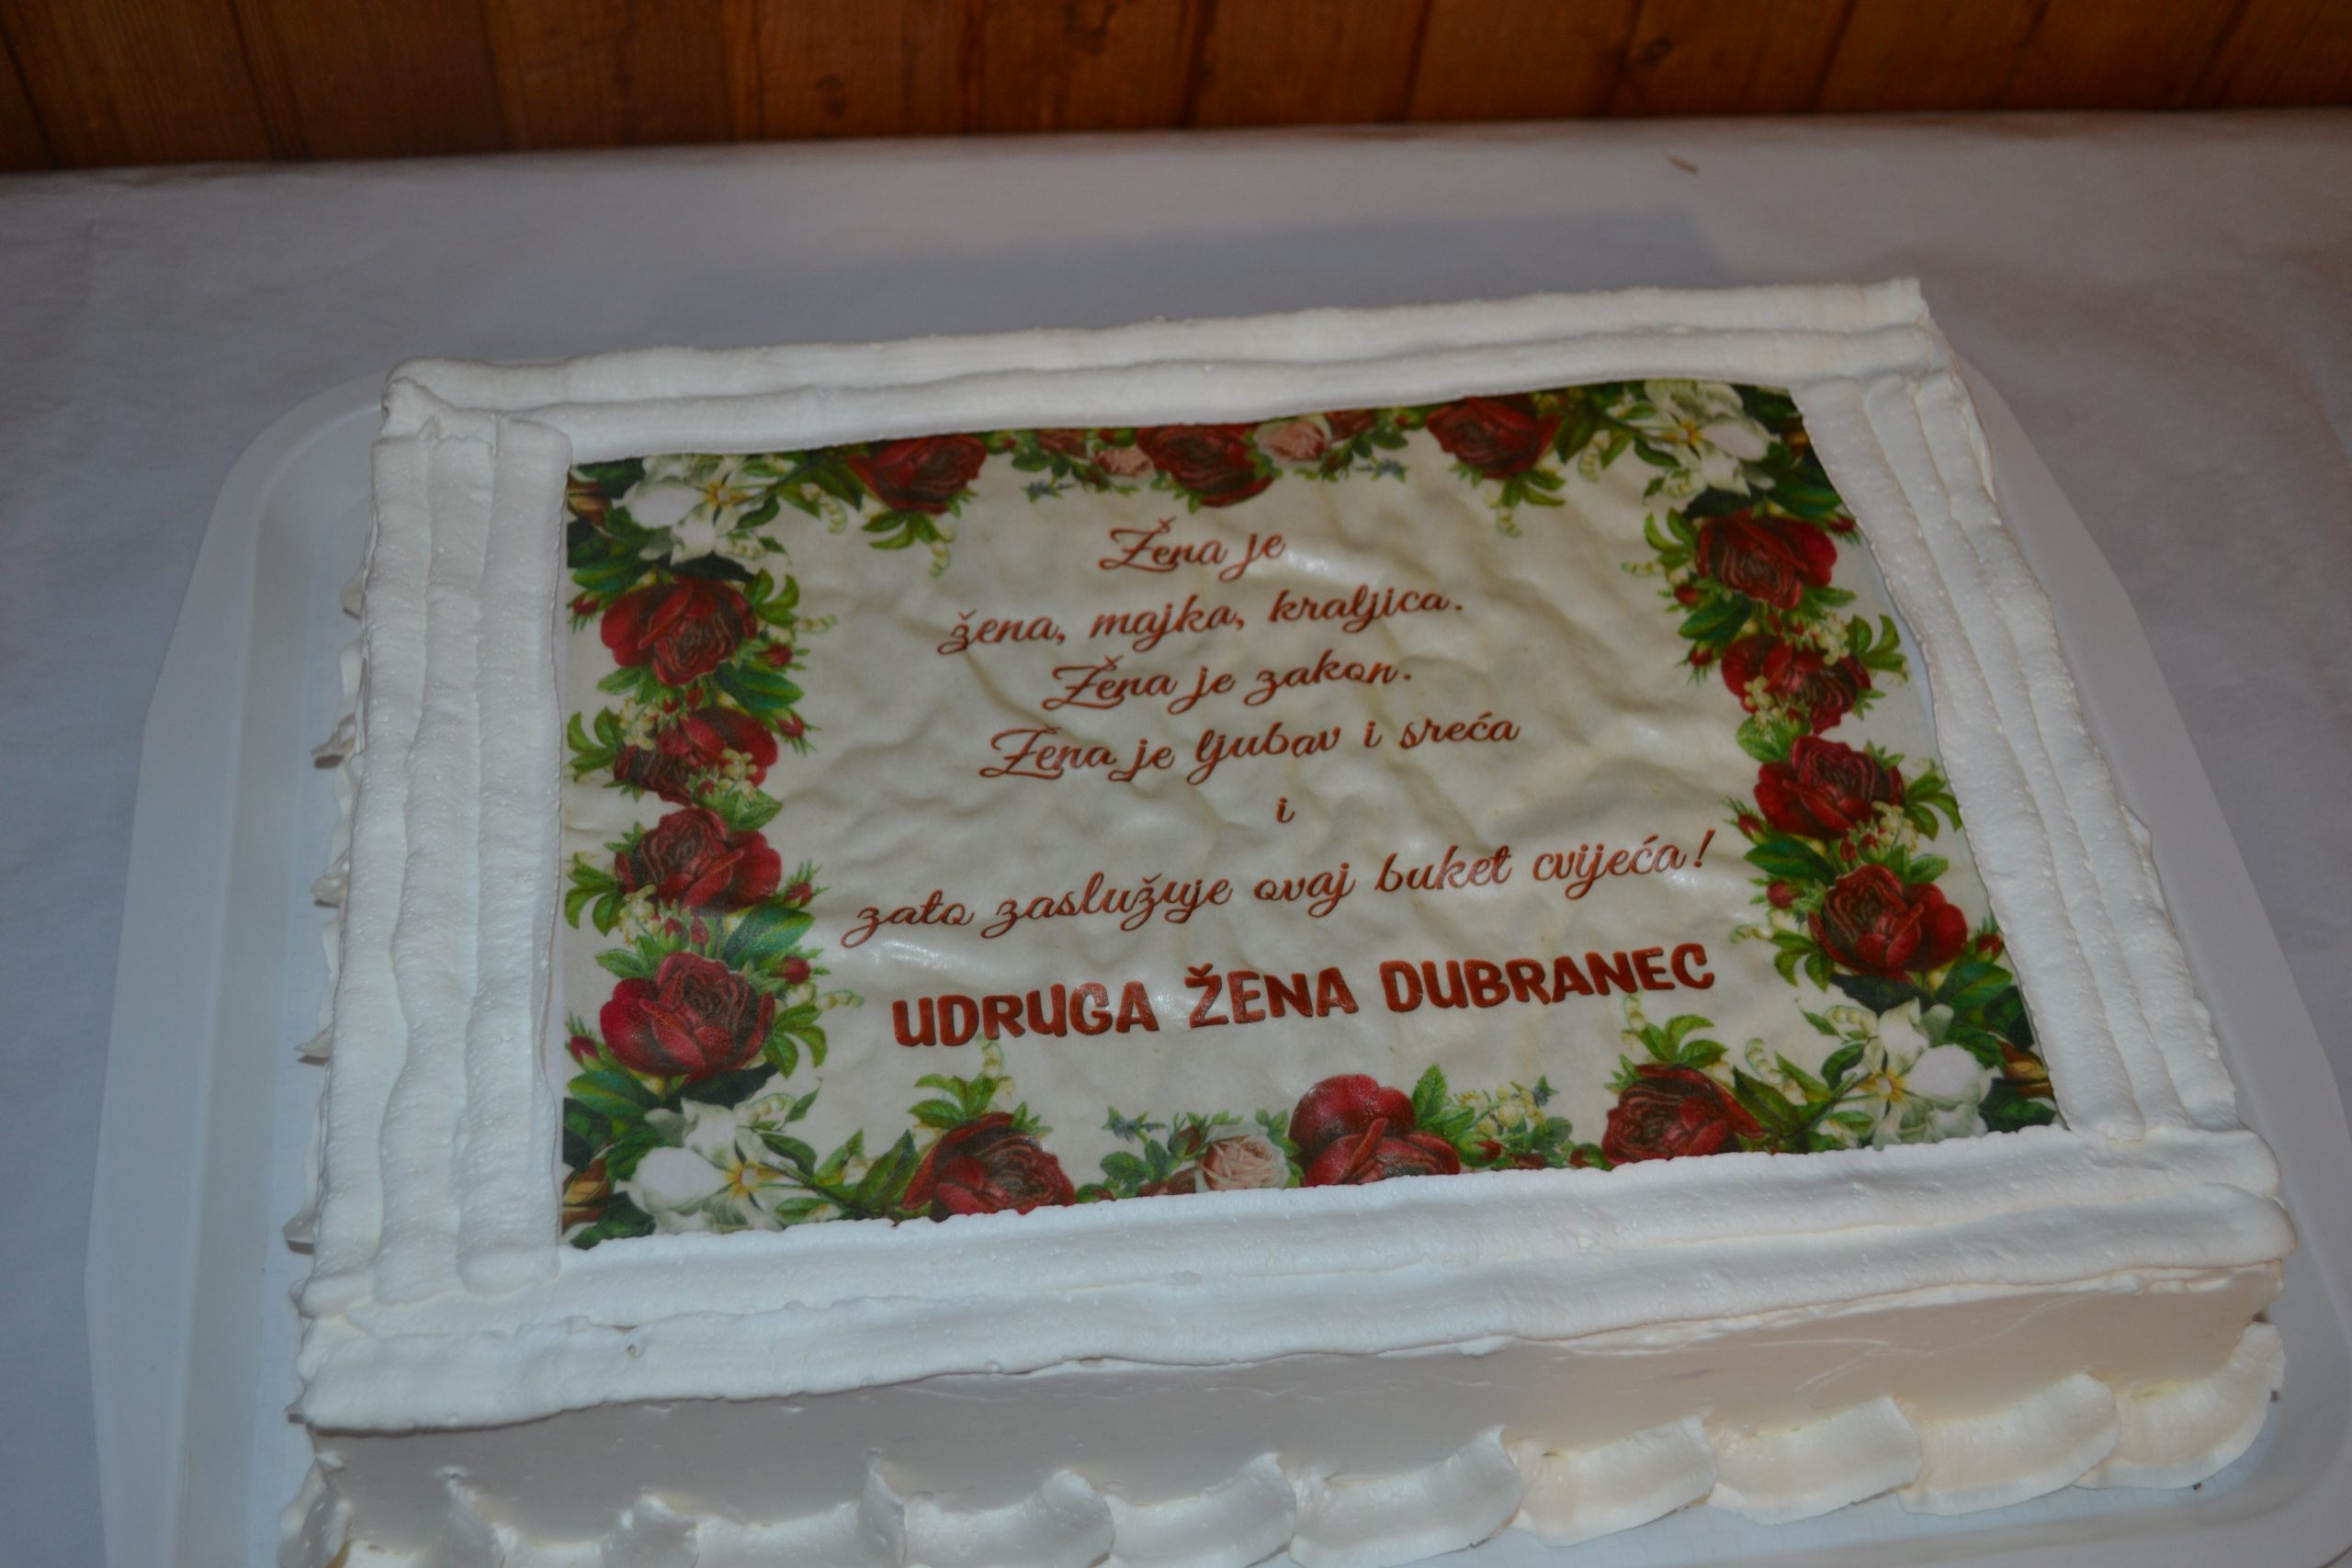 Žena je
žena, majka, kraljica.
Žena je zakon.
Žena je ljubav i sreća
i
zato zaslužuje ovaj buket cvijeća!
UDRUGA ŽENA DUBRANEC